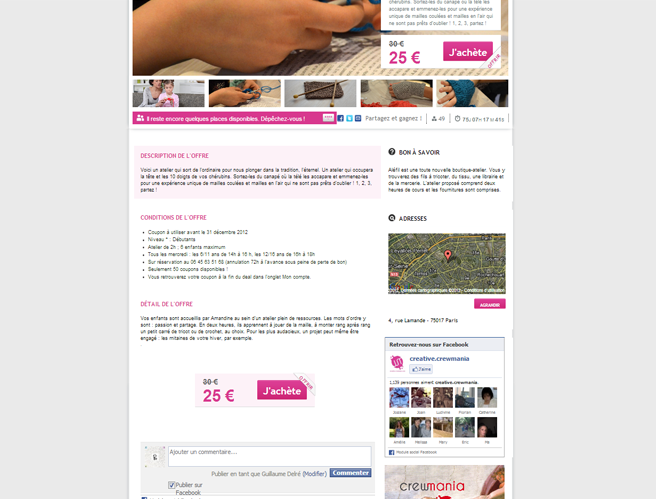 chérubins. Sortez-les du canapé où la télé les
accapare et emmenez-les pour une expérience
unique de mailles coulées et mailles en l'air qui
ne sont pas prêts d'oublier ! 1, 2, 3, partez !
30 €
25 €
J'achète
OFFRIR
Il reste encore quelques places disponibles. Dépêchez-vous !
Partagez et gagnez !
49
75j 07h 17m 41s
DESCRIPTION DE L'OFFRE
Voici un atelier qui sort de l'ordinaire pour nous plonger dans la tradition, l'éternel. Un atelier qui occupera
la tête et les 10 doigts de vos chérubins. Sortez-les du canapé où la télé les accapare et emmenez-les
pour une expérience unique de mailles coulées et mailles en l'air qui ne sont pas prêts d'oublier ! 1, 2, 3,
partez !
BON À SAVOIR
Aléfil est une toute nouvelle boutique-atelier. Vous y
trouverez des fils à tricoter, du tissu, une librairie et
de la mercerie. L'atelier proposé comprend deux
heures de cours et les fournitures sont comprises.
CONDITIONS DE L'OFFRE
Coupon à utiliser avant le 31 décembre 2012
Niveau * : Débutants
Atelier de 2h : 6 enfants maximum
Tous les mercredi : les 6/11 ans de 14h à 16 h, les 12/16 ans de 16h à 18h
Sur réservation au 06 45 63 51 68 (annulation 72h à l'avance sous peine de perte de bon)
Seulement 50 coupons disponibles !
Vous retrouverez votre coupon à la fin du deal dans l'onglet Mon compte.
ADRESSES
AGRANDIR
4, rue Lamande - 75017 Paris
DÉTAIL DE L'OFFRE
Vos enfants sont accueillis par Amandine au sein d'un atelier plein de ressources. Les mots d'ordre y
sont : passion et partage. En deux heures, ils apprennent à jouer de la maille, à monter rang après rang
un petit carré de tricot ou de crochet, au choix. Pour les plus audacieux, un projet peut même être
engagé : les mitaines de votre hiver, par exemple.
Retrouvez-nous sur Facebook
creative.crewmania
J'aime
1,159 personnes aiment creative.crewmania.
30 €
25 €
J'achète
OFFRIR
Module social Facebook
Ajouter un commentaire...
Publier en tant que Guillaume Delré (Modifier)
Commenter
Publier sur
Facebook
crewmania